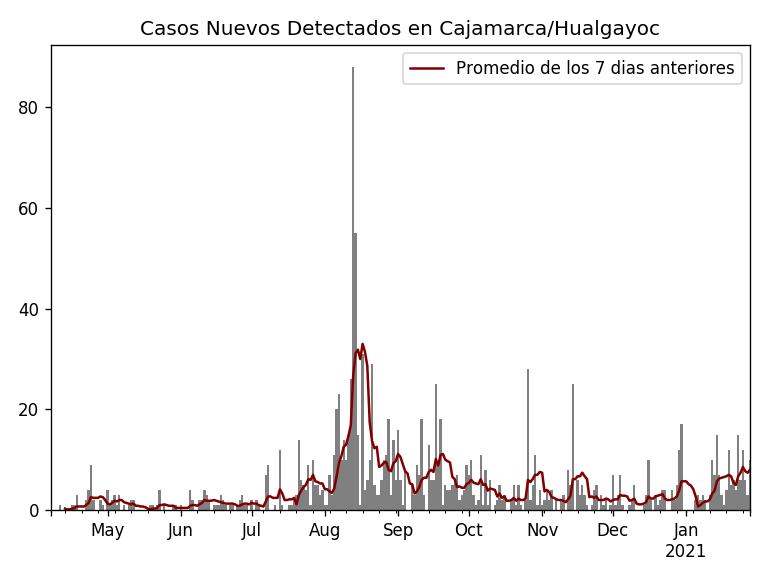 Casos Nuevos Detectados en Cajamarca/Hualgayoc
Promedio de los 7 dias anteriores
80
60
40
20
0
May Jun Jul Aug Sep Oct Nov Dec Jan
2021